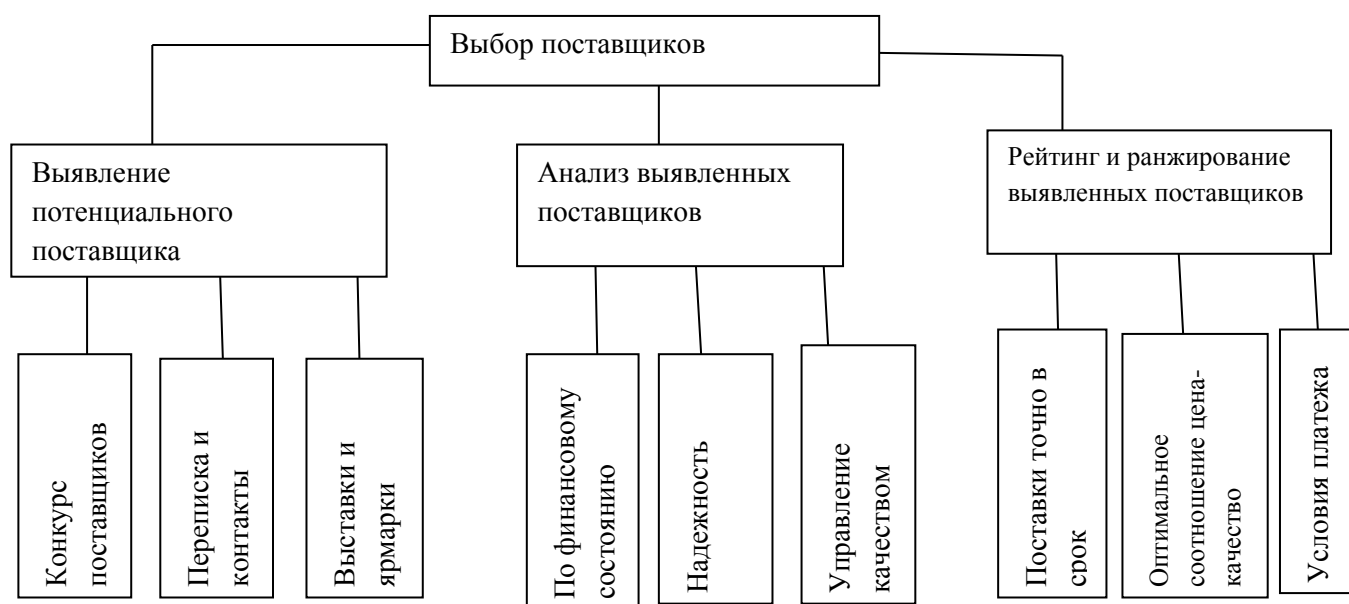 Выбор поставщиков
Выявление
потенциального
поставщика
Анализ выявленных
поставщиков
Рейтинг и ранжирование
выявленных поставщиков
Конкурс
поставщиков
Переписка и
контакты
Выставки и
ярмарки
По финансовому
состоянию
Надежность
Управление
качеством
Поставки точно в
срок
Оптимальное
соотношение цена-
качество
Условия платежа